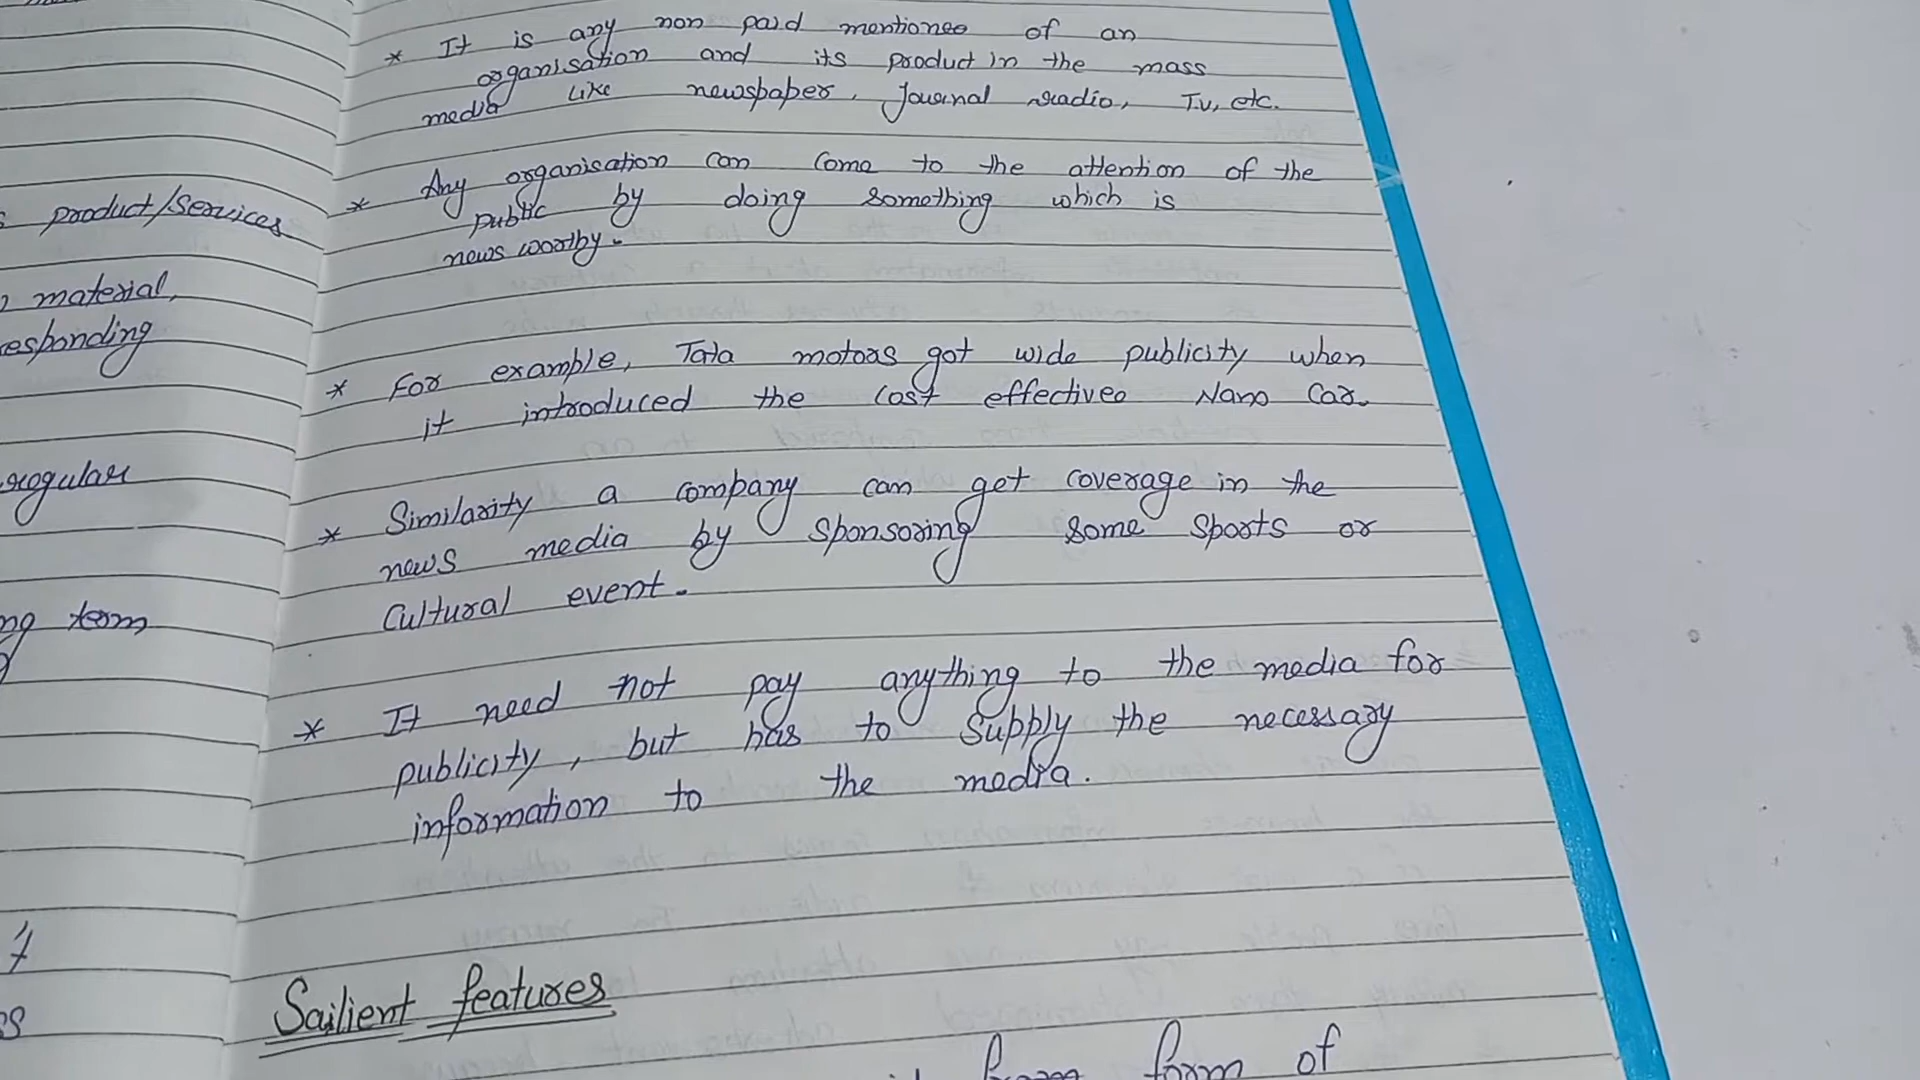 product/services
material,
esponding
regular
ng term
* It is any non paid mentionee of an
organisation and its product in the mass
media like newspaper, Journal radio, T.v, etc.
* Any organisation can come to the attention of the
public by doing something which is
news worthy.
* For example, Tata motors got wide publicity when
it introduced the cost effectivee Nano Car.
* Similarity a company can get coverage in the
news media by sponsoring some sports or
Cultural event.
* It need not pay anything to the media for
publicity, but has to supply the necessary
information to the media.
Sailient features
form of